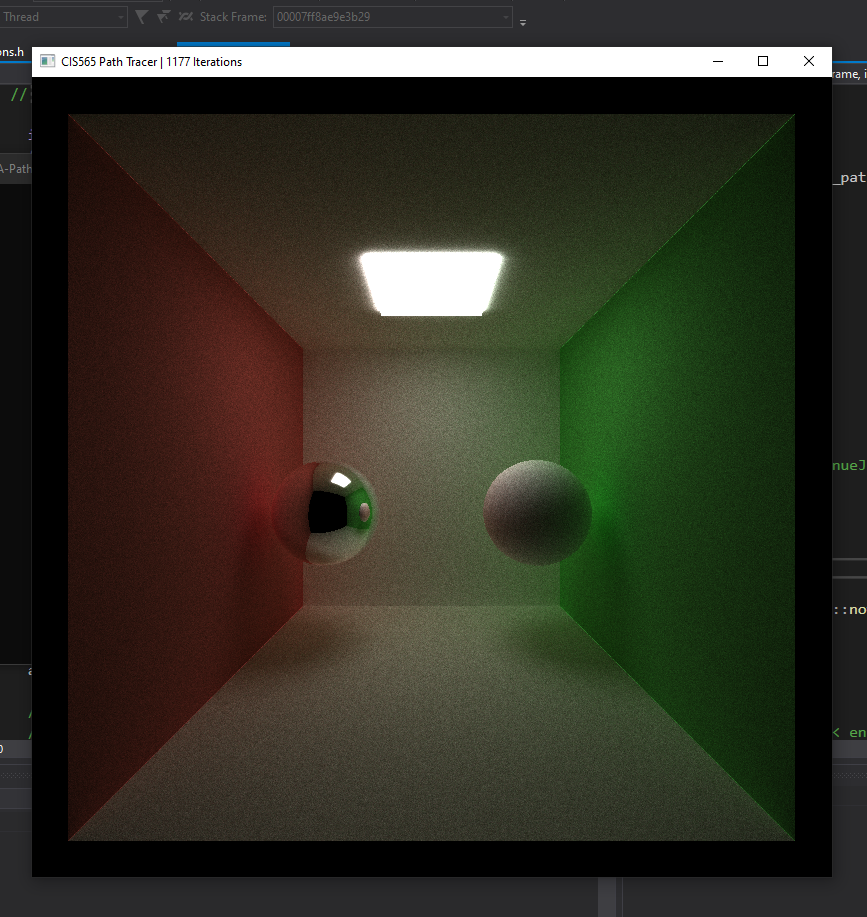 Thread
Stack Frame: 00007ff8ae9e3b29
ons.h
CIS565 Path Tracer | 1177 Iterations
rame, i
//
A-Path
_pat
nueJ
::no
< en